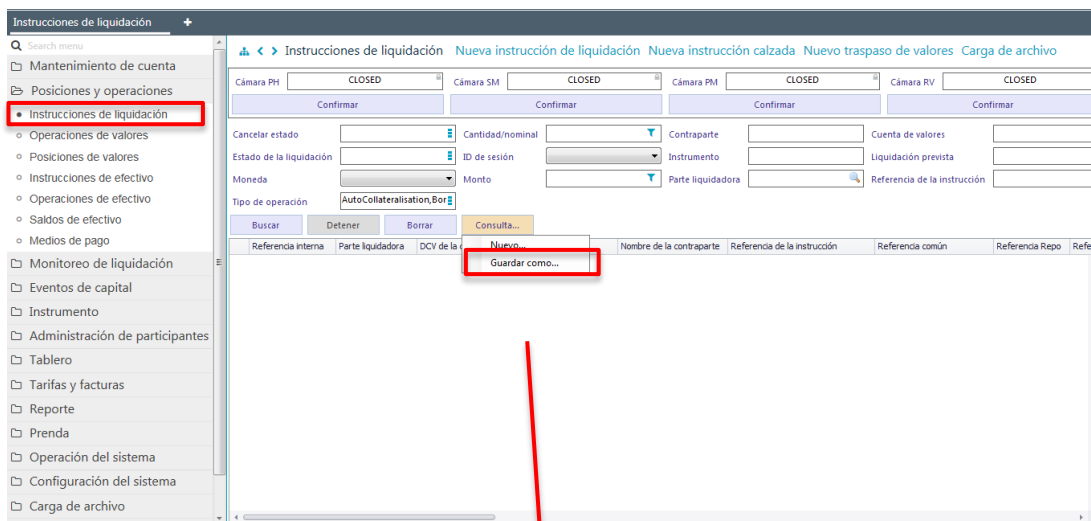 Instrucciones de liquidación +
Search menu
Mantenimiento de cuenta
Posiciones y operaciones
Instrucciones de liquidación
Operaciones de valores
Posiciones de valores
Instrucciones de efectivo
Operaciones de efectivo
Saldos de efectivo
Medios de pago
Monitoreo de liquidación
Eventos de capital
Instrumento
Administración de participantes
Tablero
Tarifas y facturas
Reporte
Prenda
Operación del sistema
Configuración del sistema
Carga de archivo
Instrucciones de liquidación Nueva instrucción de liquidación Nueva instrucción calzada Nuevo traspaso de valores Carga de archivo
Cámara PH CLOSED Cámara SM CLOSED Cámara PM CLOSED Cámara RV CLOSED
Confirmar Confirmar Confirmar Confirmar
Cancelar estado Cantidad/nominal Contraparte Cuenta de valores
Estado de la liquidación ID de sesión Instrumento Liquidación prevista
Moneda Monto Parte liquidadora Referencia de la instrucción
Tipo de operación AutoCollateralisation,Bor
Buscar Detener Borrar Consulta...
Referencia interna Parte liquidadora DCV de la Nombre de la contraparte Referencia de la instrucción Referencia común Referencia Repo Refe
Nuevo...
Guardar como...